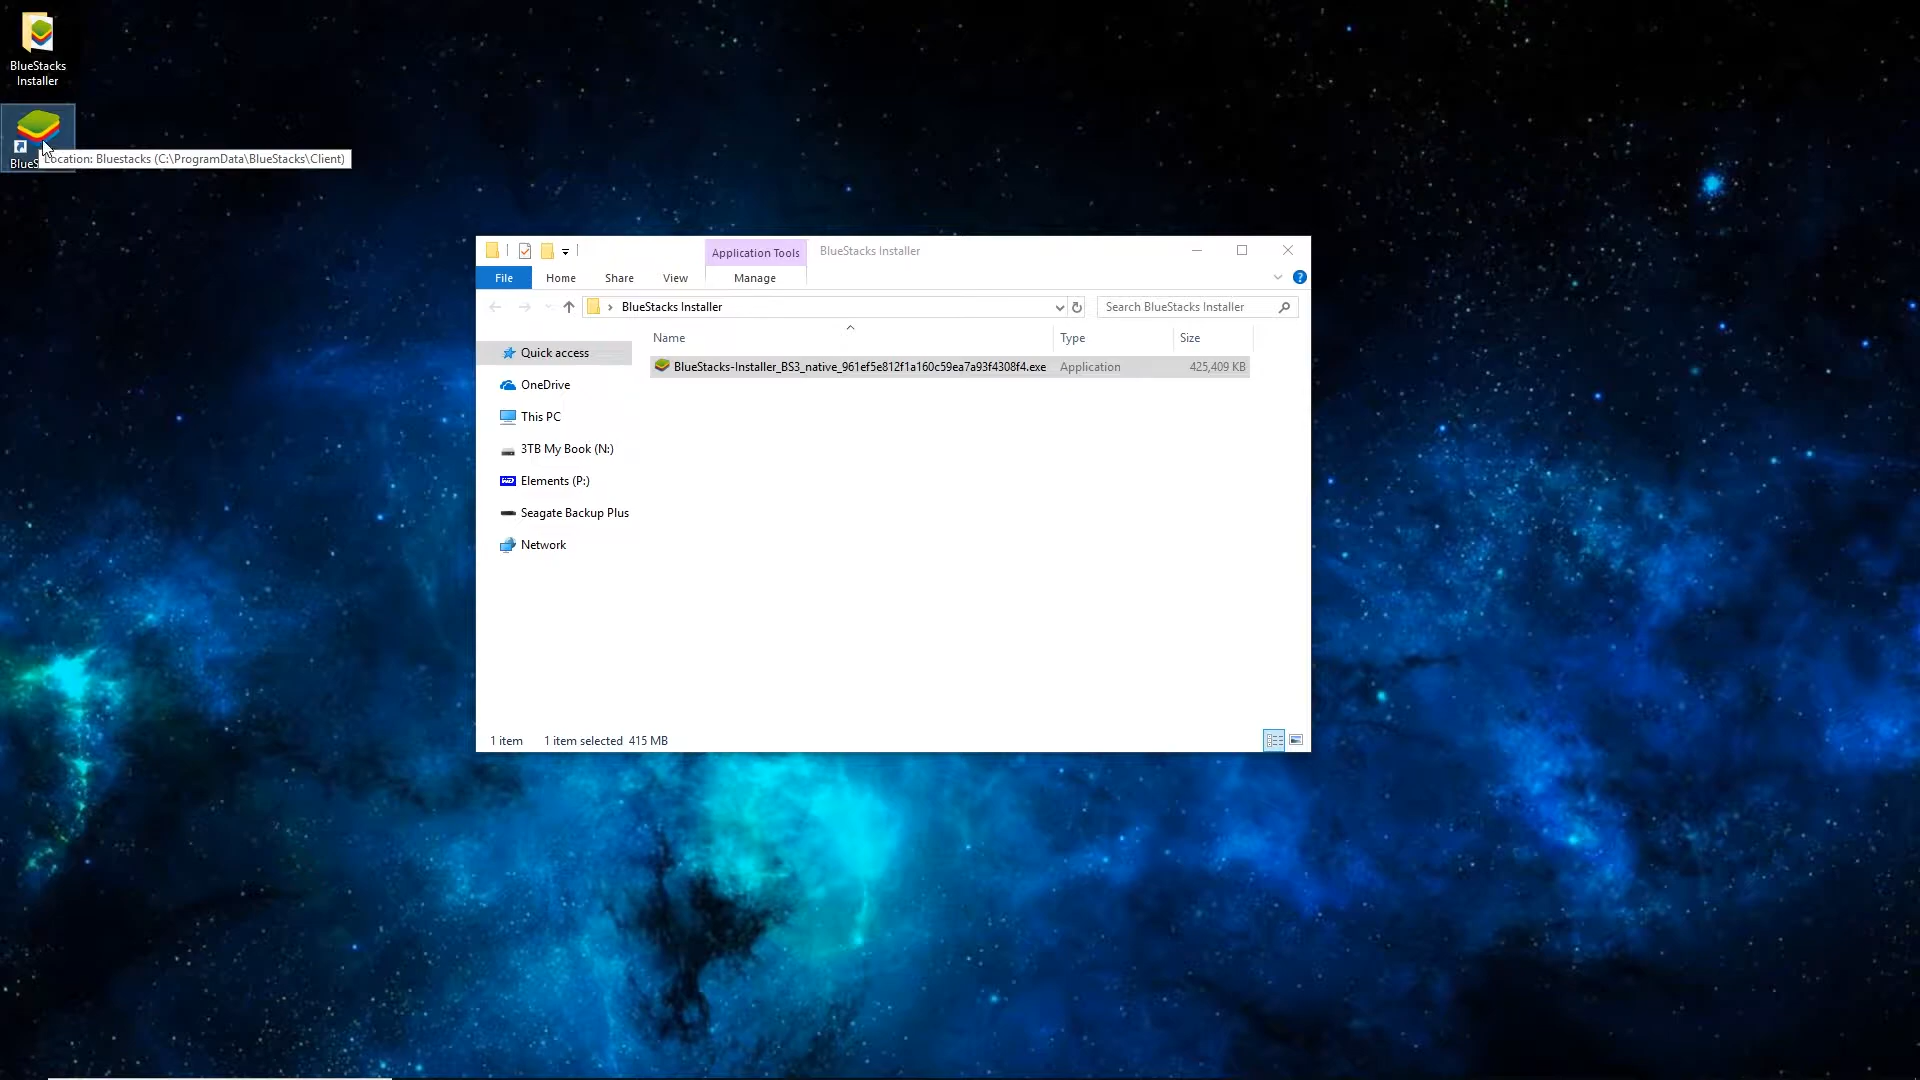 BlueStacks
Installer
BlueS
Location: Bluestacks (C:\ProgramData\BlueStacks\Client)
Application Tools
BlueStacks Installer
File
Home
Share
View
Manage
BlueStacks Installer
Search BlueStacks Installer
Name
Type
Size
Quick access
BlueStacks-Installer_BS3_native_961ef5e812f1a160c59ea7a93f4308f4.exe
Application
425,409 KB
OneDrive
This PC
3TB My Book (N:)
Elements (P:)
Seagate Backup Plus
Network
1 item
1 item selected 415 MB